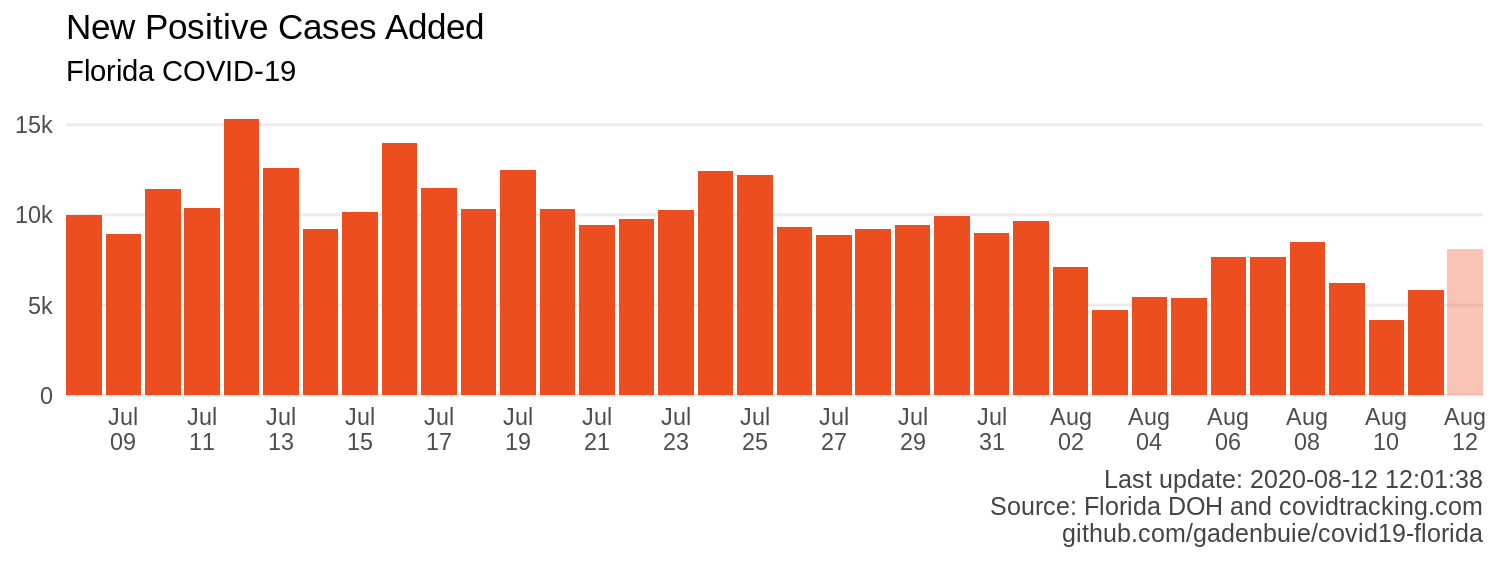 New Positive Cases Added
Florida COVID-19
15k
10k
5k
0
Jul Jul Jul Jul Jul Jul Jul Jul Jul Jul Jul Jul Aug Aug Aug Aug Aug Aug
09 11 13 15 17 19 21 23 25 27 29 31 02 04 06 08 10 12
Last update: 2020-08-12 12:01:38
Source: Florida DOH and covidtracking.com
github.com/gadenbuie/covid19-florida